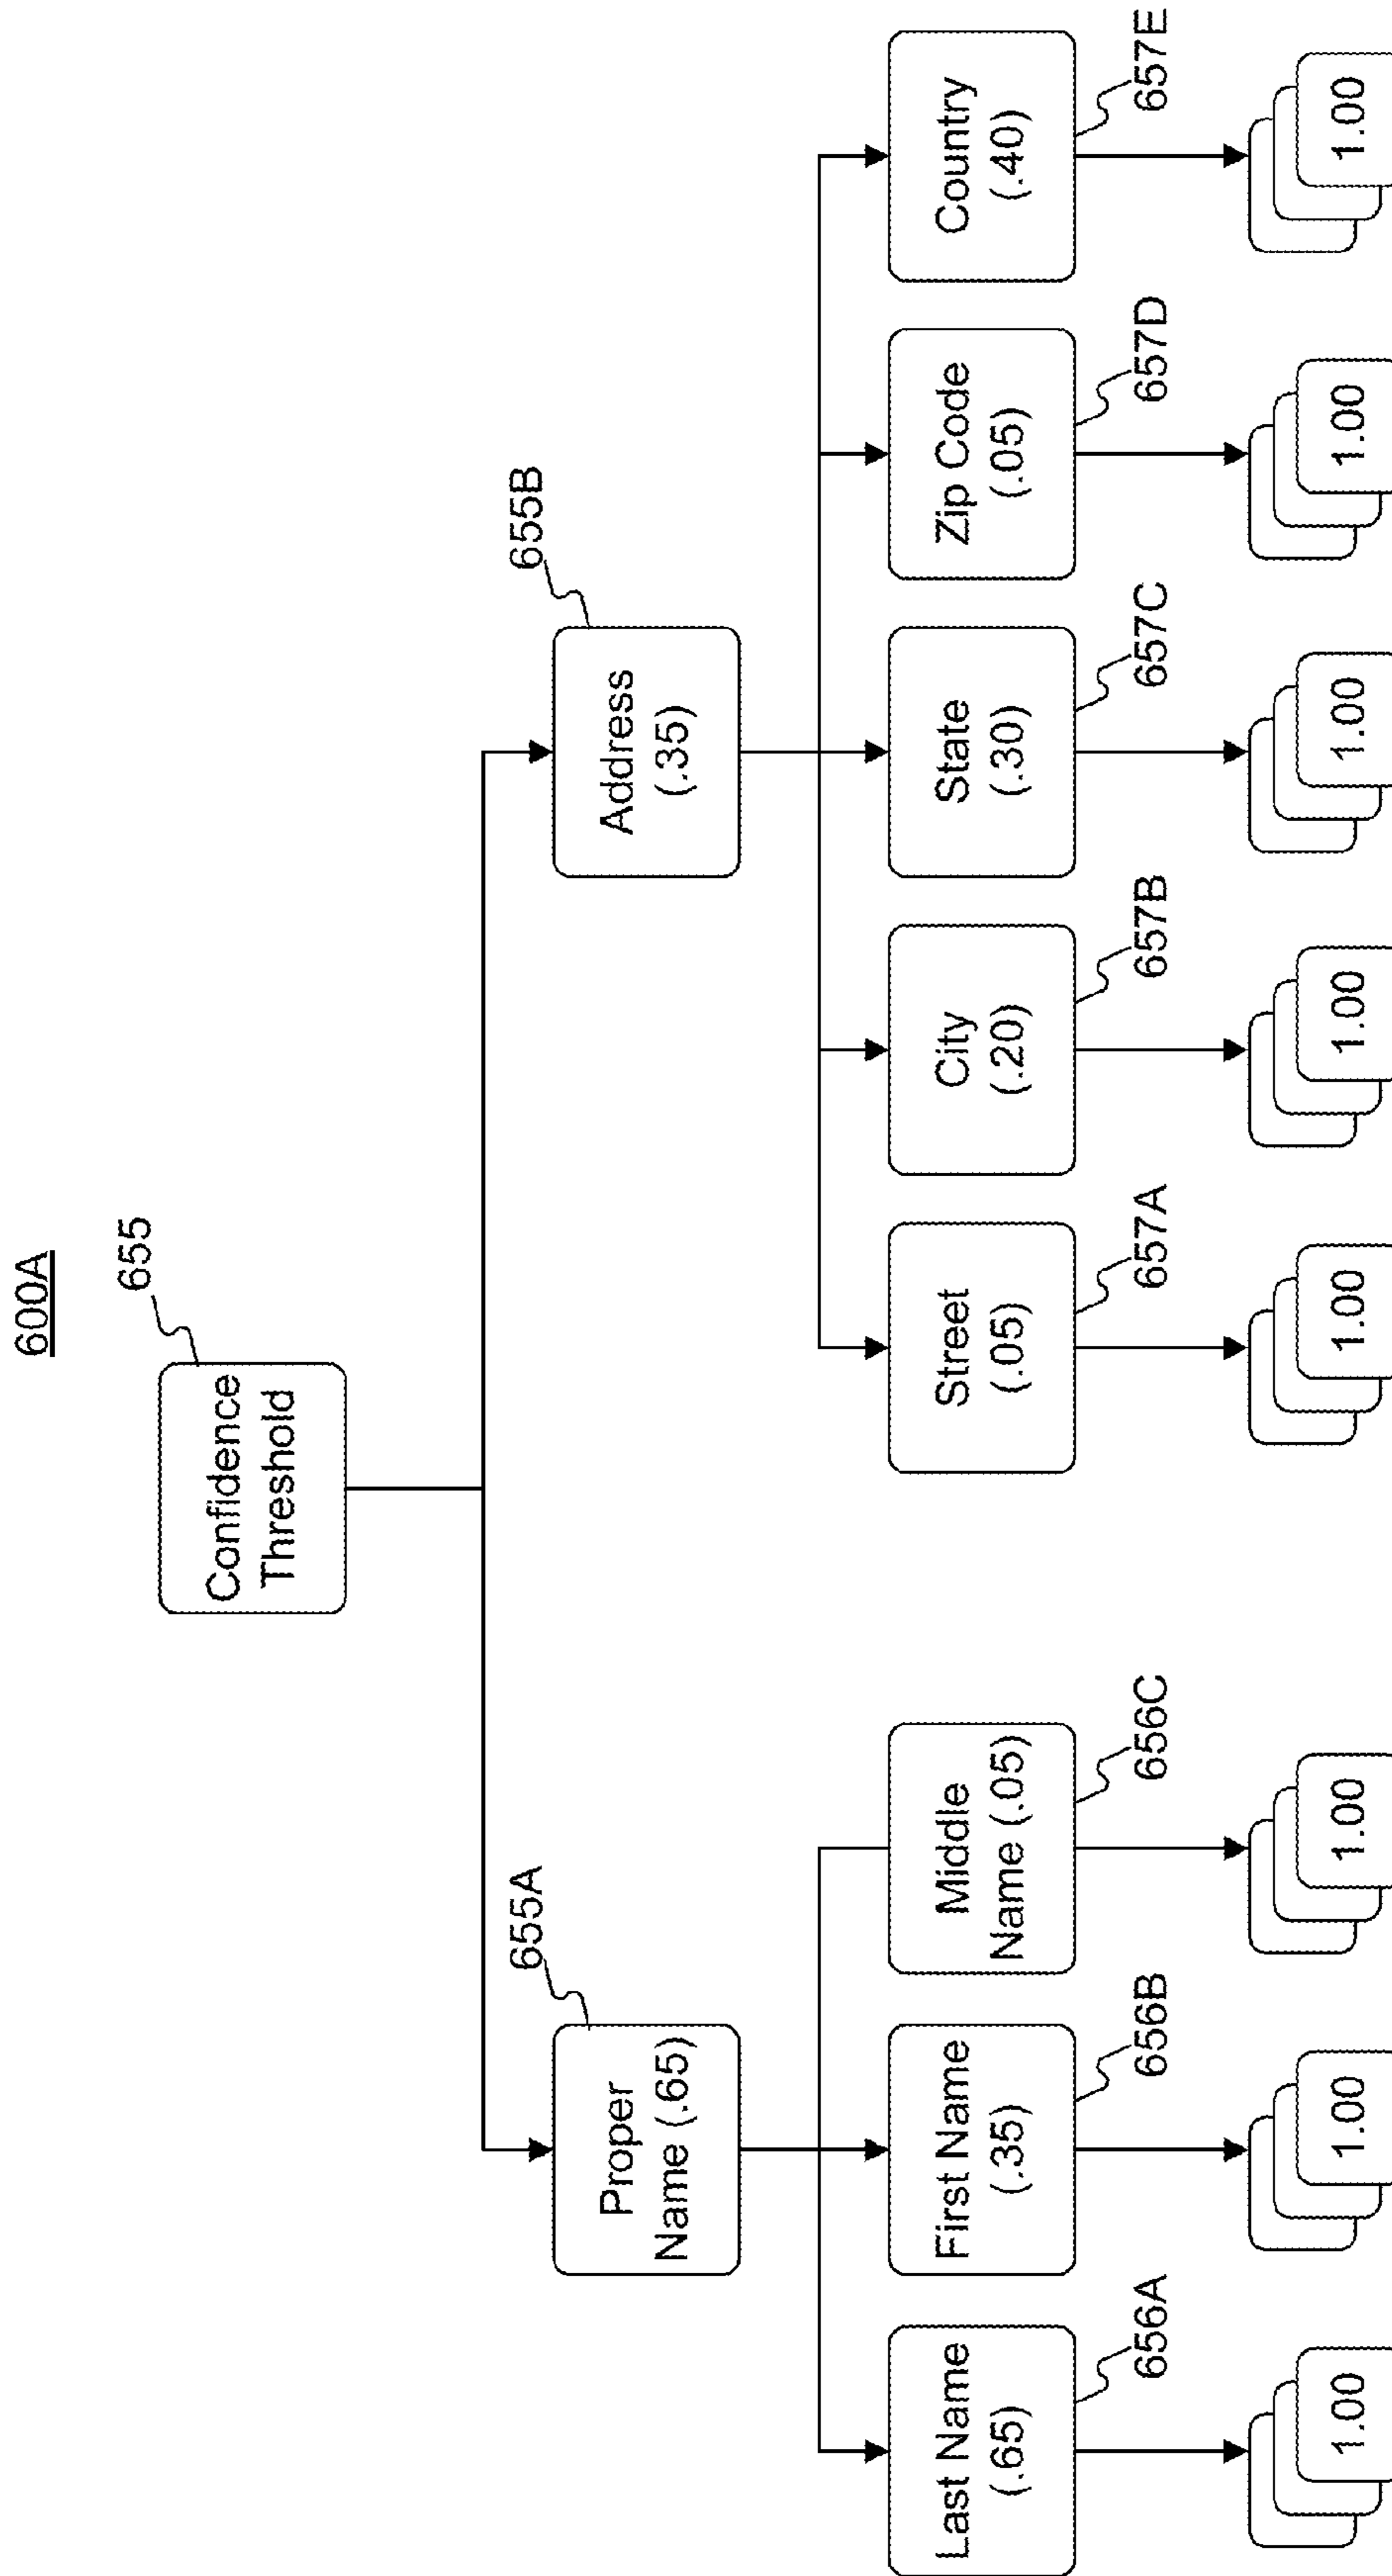 600A
655
Confidence
Threshold
655A
Proper
Name (.65)
655B
Address
(.35)
Last Name
(.65)
656A
First Name
(.35)
656B
Middle
Name (.05)
656C
Street
(.05)
657A
City
(.20)
657B
State
(.30)
657C
Zip Code
(.05)
657D
Country
(.40)
657E
1.00
1.00
1.00
1.00
1.00
1.00
1.00
1.00